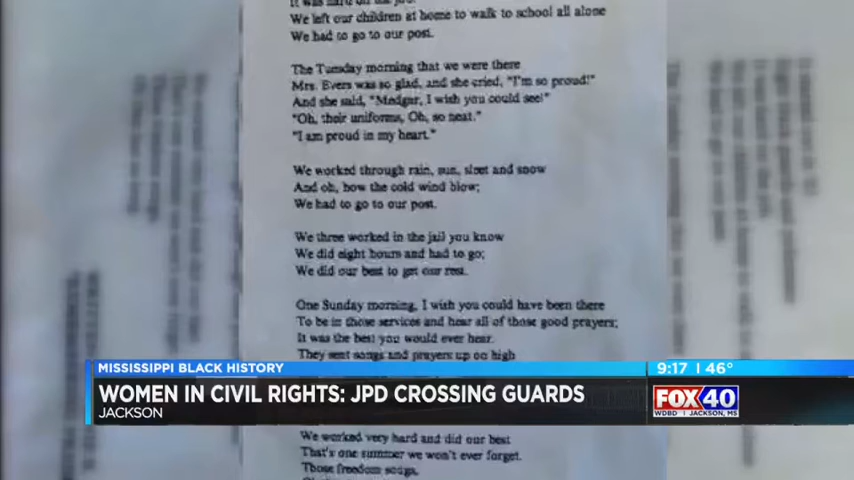 We left our children at home to walk to school all alone
We had to go to our post.
The Tuesday morning that we were there
Mrs. Evers was so glad, and she cried, "I'm so proud!"
And she said, "Medgar, I wish you could see!"
"Oh, their uniforms, Oh, so neat."
"I am proud in my heart."
We worked through rain, sun, sleet and snow
And oh, how the cold wind blow;
We had to go to our post.
We three worked in the jail you know
We did eight hours and had to go;
We did our best to get our rest.
One Sunday morning, I wish you could have been there
To be in those services and hear all of those good prayers;
It was the best you would ever hear.
They sent songs and prayers up on high
MISSISSIPPI BLACK HISTORY
9:17 | 46°
WOMEN IN CIVIL RIGHTS: JPD CROSSING GUARDS
JACKSON
FOX 40
WDBD | JACKSON, MS
We worked very hard and did our best
That's one summer we won't ever forget.
Those freedom songs,